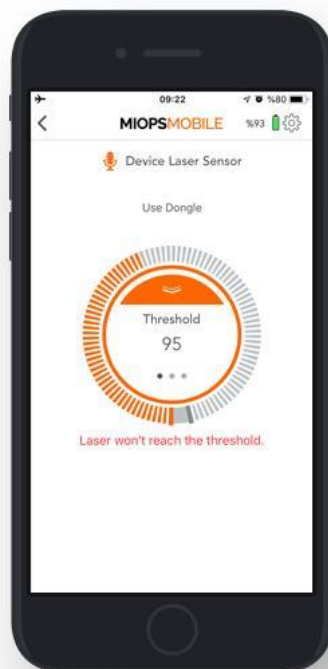 09:22
%80
MIOPSMOBILE
%93
Device Laser Sensor
Use Dongle
Threshold
95
Laser won't reach the threshold.